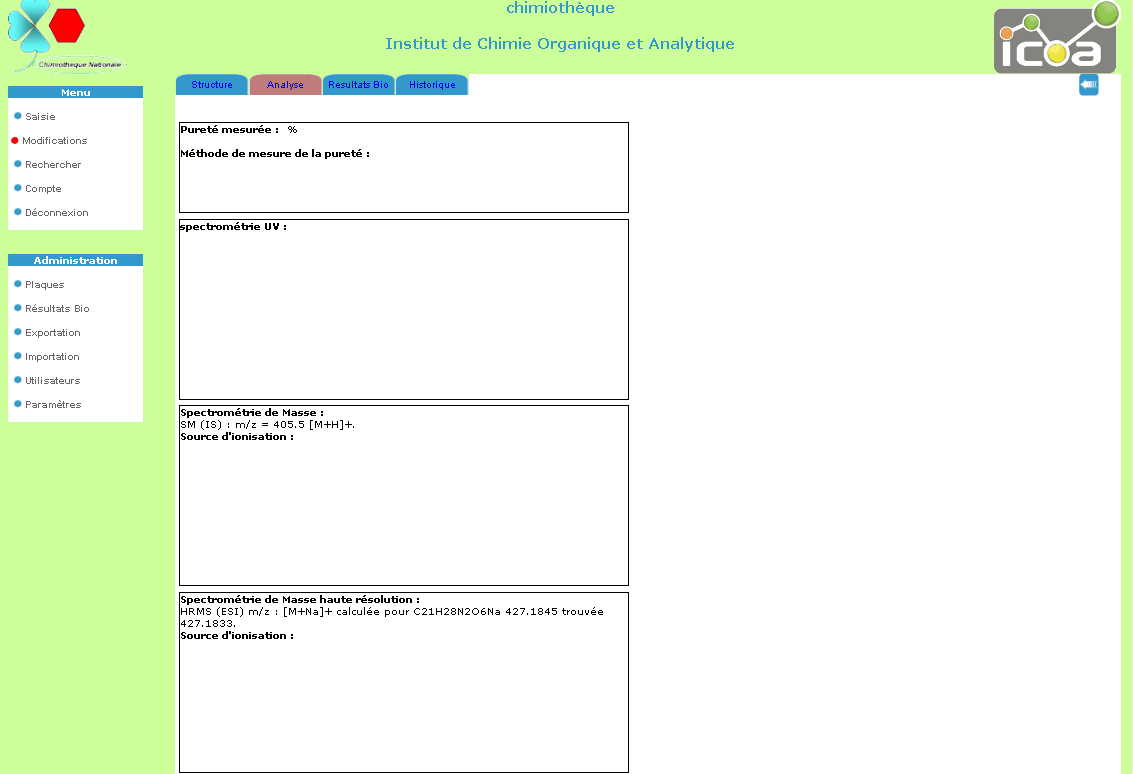 chimiothèque
Institut de Chimie Organique et Analytique
Chimiothèque Nationale
icoa
Menu
Saisie
Modifications
Rechercher
Compte
Déconnexion
Administration
Plaques
Résultats Bio
Exportation
Importation
Utilisateurs
Paramètres
Structure Analyse Resultats Bio Historique
Pureté mesurée : %
Méthode de mesure de la pureté :
spectrométrie UV :
Spectrométrie de Masse :
SM (IS) : m/z = 405.5 [M+H]+.
Source d'ionisation :
Spectrométrie de Masse haute résolution :
HRMS (ESI) m/z : [M+Na]+ calculée pour C21H28N2O6Na 427.1845 trouvée
427.1833.
Source d'ionisation :